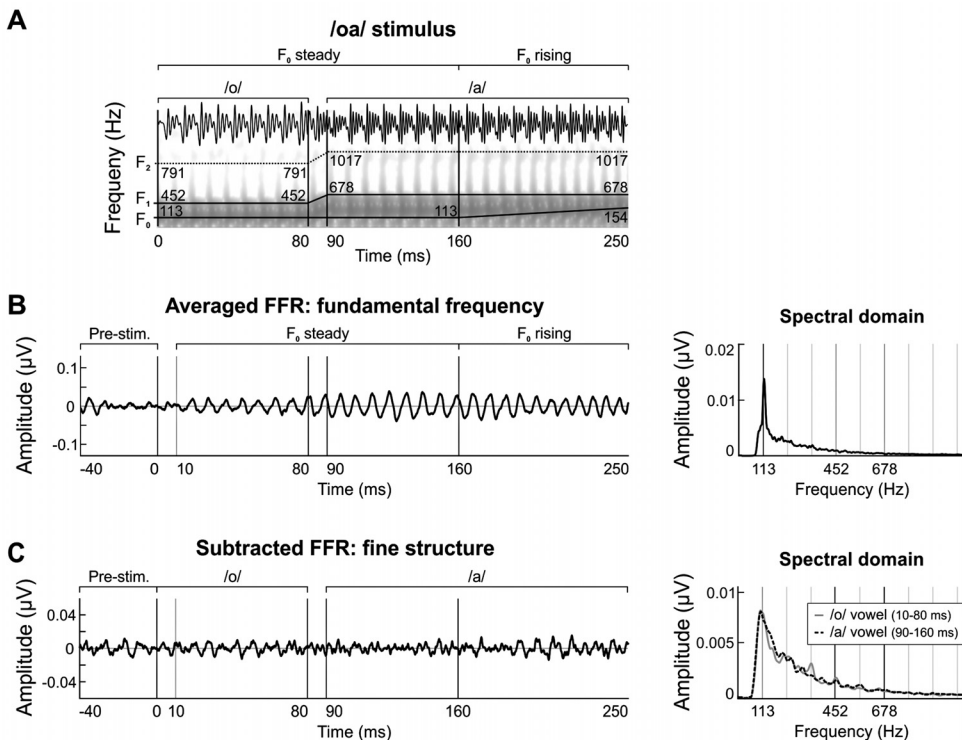 A
/oa/ stimulus
F0 steady
F0 rising
/o/
/a/
Frequeny (Hz)
F2
F1
F0
791
791
1017
1017
452
452
678
678
113
113
154
0
80
90
160
250
Time (ms)
B
Averaged FFR: fundamental frequency
Pre-stim.
F0 steady
F0 rising
Amplitude (µV)
0.1
0
-0.1
-40
0
10
80
90
160
250
Time (ms)
Spectral domain
Amplitude (µV)
0.02
0.01
0
113
452
678
Frequency (Hz)
C
Subtracted FFR: fine structure
Pre-stim.
/o/
/a/
Amplitude (µV)
0.04
0
-0.04
-40
0
10
80
90
160
250
Time (ms)
Spectral domain
Amplitude (µV)
0.01
0.005
0
/o/ vowel (10-80 ms)
/a/ vowel (90-160 ms)
113
452
678
Frequency (Hz)